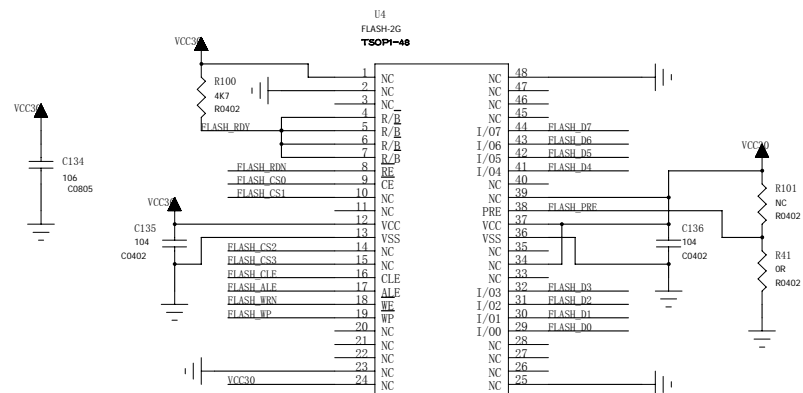 U4
FLASH-2G
TSOP1-48
VCC30
R100
4K7
R0402
FLASH_RDY
VCC30
C134
106
C0805
VCC30
C135
104
C0402
FLASH_RDN
FLASH_CS0
FLASH_CS1
FLASH_CS2
FLASH_CS3
FLASH_CLE
FLASH_ALE
FLASH_WRN
FLASH_WP
VCC30
1 NC
2 NC
3 NC
4 R/B
5 R/B
6 R/B
7 R/B
8 RE
9 CE
10 NC
11 NC
12 VCC
13 VSS
14 NC
15 NC
16 CLE
17 ALE
18 WE
19 WP
20 NC
21 NC
22 NC
23 NC
24 NC
NC 48
NC 47
NC 46
NC 45
I/O7 44 FLASH_D7
I/O6 43 FLASH_D6
I/O5 42 FLASH_D5
I/O4 41 FLASH_D4
NC 40
NC 39
PRE 38 FLASH_PRE
VCC 37
VSS 36
NC 35
NC 34
NC 33
I/O3 32 FLASH_D3
I/O2 31 FLASH_D2
I/O1 30 FLASH_D1
I/O0 29 FLASH_D0
NC 28
NC 27
NC 26
NC 25
C136
104
C0402
VCC30
R101
NC
R0402
R41
0R
R0402